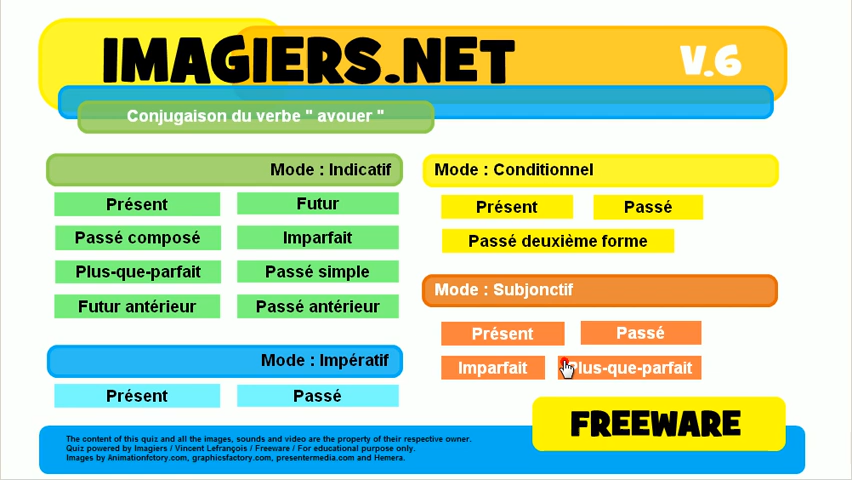 IMAGIERS.NET
V.6
Conjugaison du verbe " avouer "
Mode : Indicatif
Présent
Futur
Passé composé
Imparfait
Plus-que-parfait
Passé simple
Futur antérieur
Passé antérieur
Mode : Impératif
Présent
Passé
Mode : Conditionnel
Présent
Passé
Passé deuxième forme
Mode : Subjonctif
Présent
Passé
Imparfait
Plus-que-parfait
FREEWARE
The content of this quiz and all the images, sounds and video are the property of their respective owner.
Quiz powered by Imagiers / Vincent Lefrançois / Freeware / For educational purpose only.
Images by Animationfctory.com, graphicsfactory.com, presentermedia.com and Hemera.